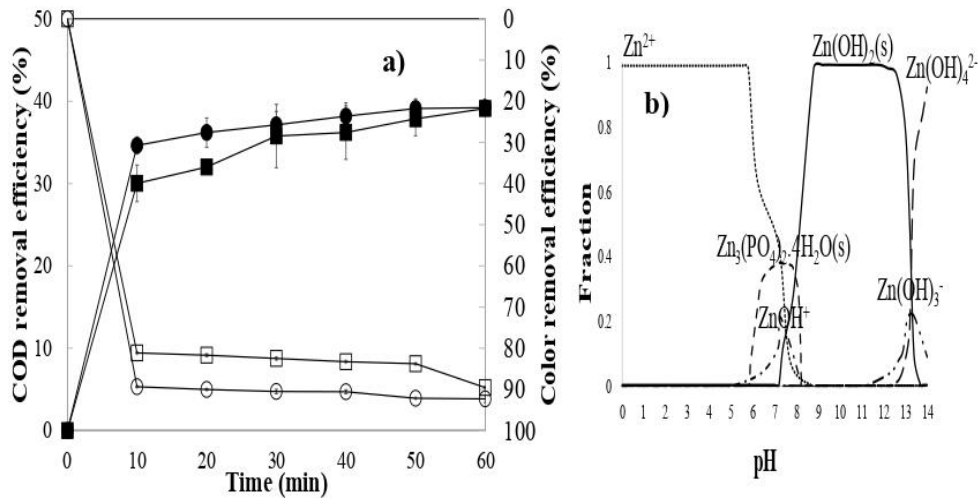 a)
COD removal efficiency (%)
50
40
30
20
10
0
0 10 20 30 40 50 60
Time (min)
0
10
20
30
40
50
60
70
80
90
100
Color removal efficiency (%)
b)
Zn²⁺
Zn(OH)₂(s)
Zn(OH)₄²⁻
Zn₃(PO₄)₂.4H₂O(s)
ZnOH⁺
Zn(OH)₃⁻
Fraction
1
0.8
0.6
0.4
0.2
0
0 1 2 3 4 5 6 7 8 9 10 11 12 13 14
pH